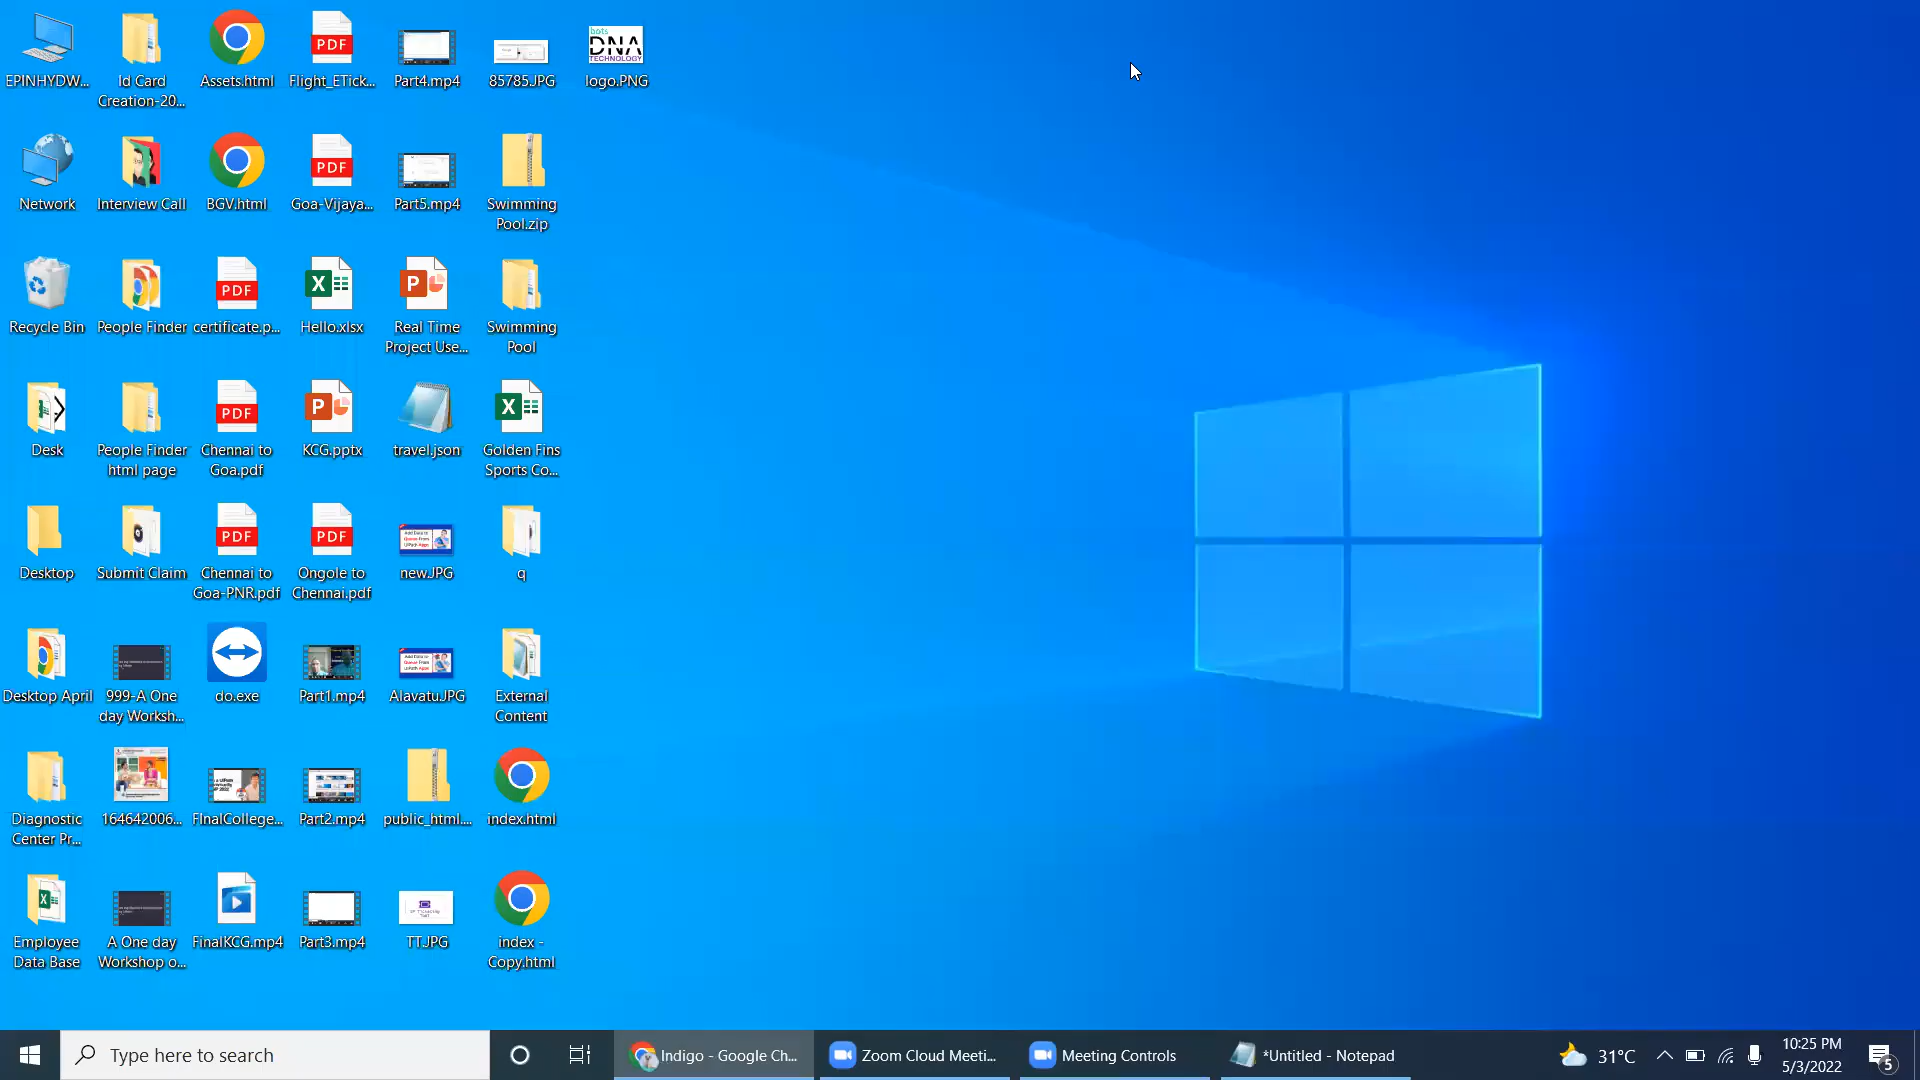 EPINHYDW...
Id Card
Creation-20...
Assets.html
Flight_ETick...
Part4.mp4
85785.JPG
bots
DNA
TECHNOLOGY
logo.PNG
Network
Interview Call
BGV.html
Goa-Vijaya...
Part5.mp4
Swimming
Pool.zip
Recycle Bin
People Finder
certificate.p...
Hello.xlsx
Real Time
Project Use...
Swimming
Pool
Desk
People Finder
html page
Chennai to
Goa.pdf
KCG.pptx
travel.json
Golden Fins
Sports Co...
Desktop
Submit Claim
Chennai to
Goa-PNR.pdf
Ongole to
Chennai.pdf
new.JPG
q
Desktop April
999-A One
day Worksh...
do.exe
Part1.mp4
AlavatuJPG
External
Content
Diagnostic
Center Pr...
164642006...
FInalCollege...
Part2.mp4
public_html....
index.html
Employee
Data Base
A One day
Workshop o...
FinalKCG.mp4
Part3.mp4
TT.JPG
index -
Copy.html
PDF
PDF
PDF
PDF
PDF
PDF
Type here to search
Indigo - Google Ch...
Zoom Cloud Meeti...
Meeting Controls
*Untitled - Notepad
31°C
10:25 PM
5/3/2022
5